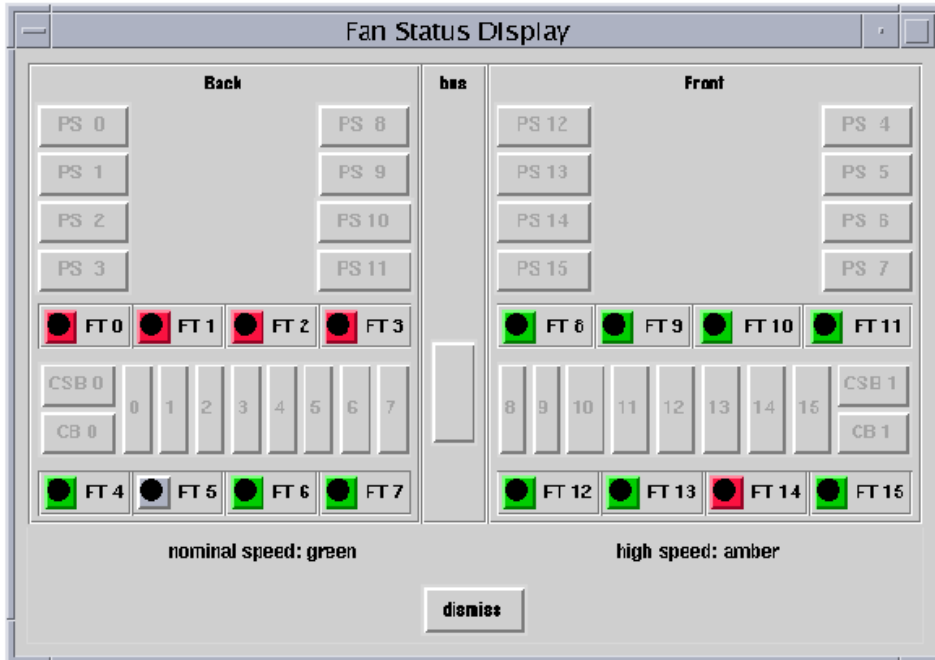 Fan Status Display
Back bus Front
PS 0 PS 8 PS 12 PS 4
PS 1 PS 9 PS 13 PS 5
PS 2 PS 10 PS 14 PS 6
PS 3 PS 11 PS 15 PS 7
FT 0 FT 1 FT 2 FT 3 FT 8 FT 9 FT 10 FT 11
CSB 0 CSB 1
0 1 2 3 4 5 6 7 8 9 10 11 12 13 14 15
CB 0 CB 1
FT 4 FT 5 FT 6 FT 7 FT 12 FT 13 FT 14 FT 15
nominal speed: green high speed: amber
dismiss